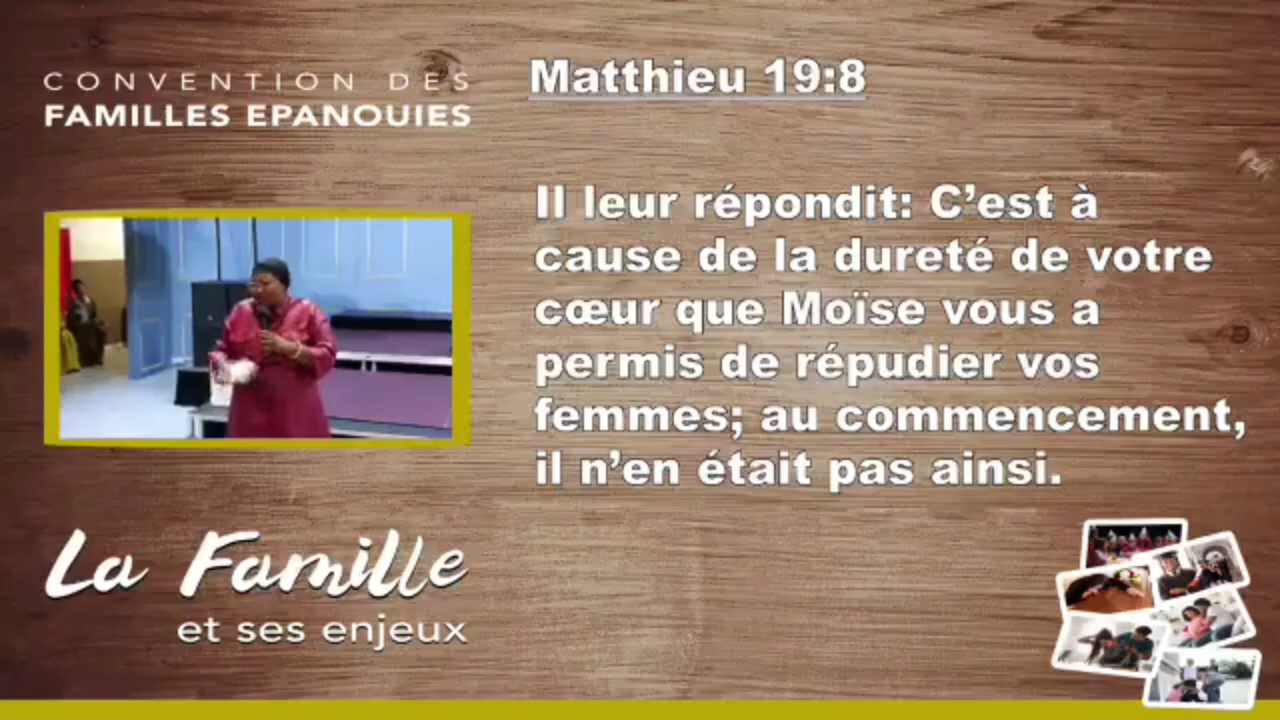 CONVENTION DES
FAMILLES EPANOUIES
Matthieu 19:8
Il leur répondit: C’est à
cause de la dureté de votre
cœur que Moïse vous a
permis de répudier vos
femmes; au commencement,
il n’en était pas ainsi.
La Famille
et ses enjeux